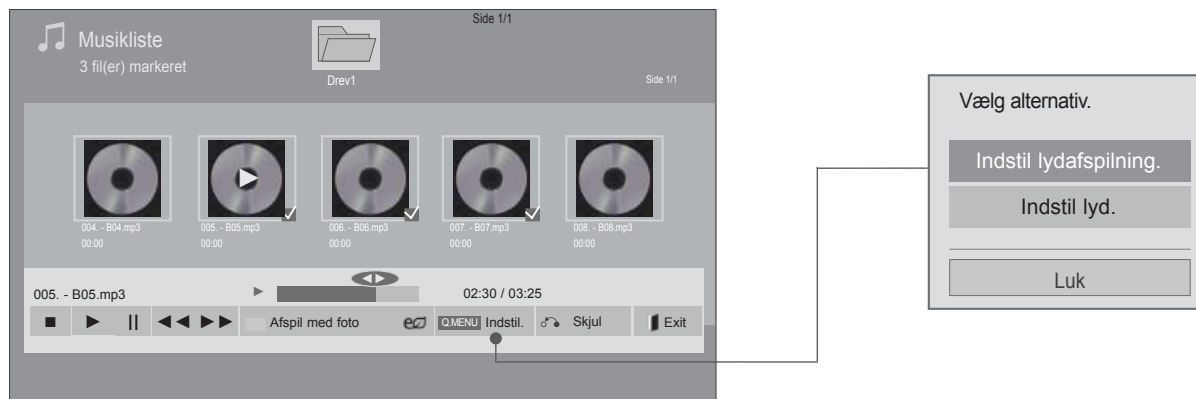 Side 1/1
Musikliste
3 fil(er) markeret
Drev1
Side 1/1
004. - B04.mp3
00:00
005. - B05.mp3
00:00
006. - B06.mp3
00:00
007. - B07.mp3
00:00
008. - B08.mp3
00:00
005. - B05.mp3
02:30 / 03:25
Afspil med foto
Q.MENU Indstil.
Skjul
Exit
Vælg alternativ.
Indstil lydafspilning.
Indstil lyd.
Luk